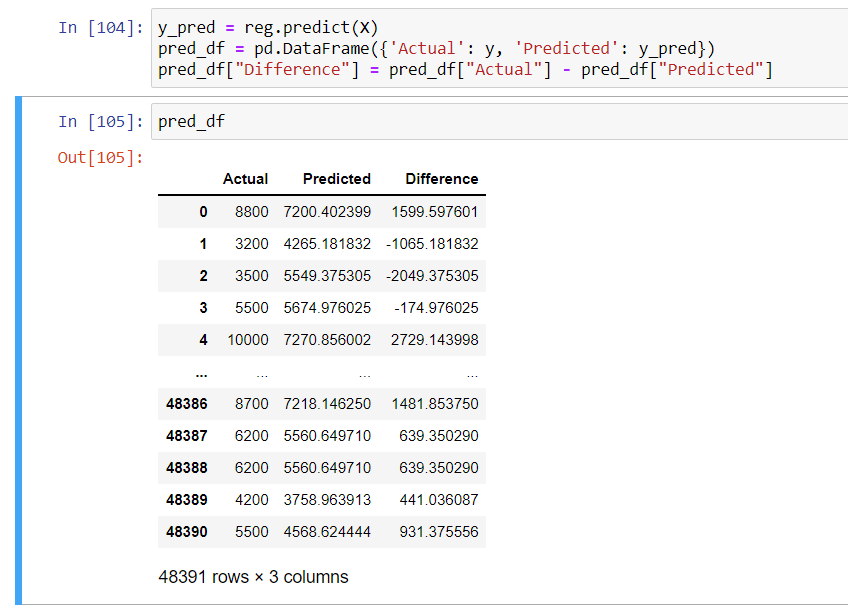 In [104]: y_pred = reg.predict(X)
pred_df = pd.DataFrame({'Actual': y, 'Predicted': y_pred})
pred_df["Difference"] = pred_df["Actual"] - pred_df["Predicted"]
In [105]: pred_df
Out[105]:
Actual Predicted Difference
0 8800 7200.402399 1599.597601
1 3200 4265.181832 -1065.181832
2 3500 5549.375305 -2049.375305
3 5500 5674.976025 -174.976025
4 10000 7270.856002 2729.143998
... ... ... ...
48386 8700 7218.146250 1481.853750
48387 6200 5560.649710 639.350290
48388 6200 5560.649710 639.350290
48389 4200 3758.963913 441.036087
48390 5500 4568.624444 931.375556
48391 rows × 3 columns